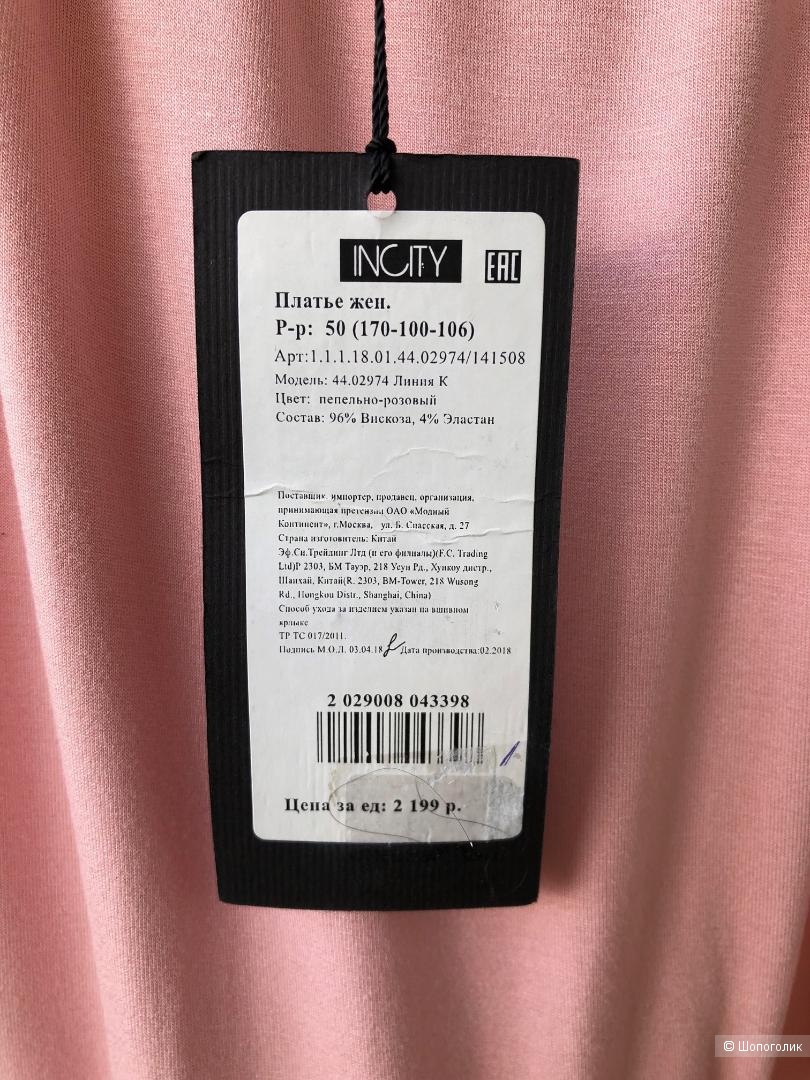 INCITY EAC
Платье жен.
Р-р: 50 (170-100-106)
Арт:1.1.1.18.01.44.02974/141508
Модель: 44.02974 Линия К
Цвет: пепельно-розовый
Состав: 96% Вискоза, 4% Эластан
Поставщик, импортер, продавец, организация,
принимающая претензии ОАО «Модный
Континент», г.Москва, ул. Б. Спасская, д. 27
Страна изготовитель: Китай
Эф.Си.Трейдинг Лтд (и его филиалы)(F.C. Trading
Ltd)Р 2303, БМ Тауэр, 218 Усун Рд., Хункоу дистр.,
Шанхай, Китай(R. 2303, BM-Tower, 218 Wusong
Rd., Hongkou Distr., Shanghai, China)
Способ ухода за изделием указан на вшивном
ярлыке
ТР ТС 017/2011.
Подпись М.О.Л. 03.04.18 Дата производства:02.2018
2 029008 043398
Цена за ед: 2 199 р.
© Шопоголик